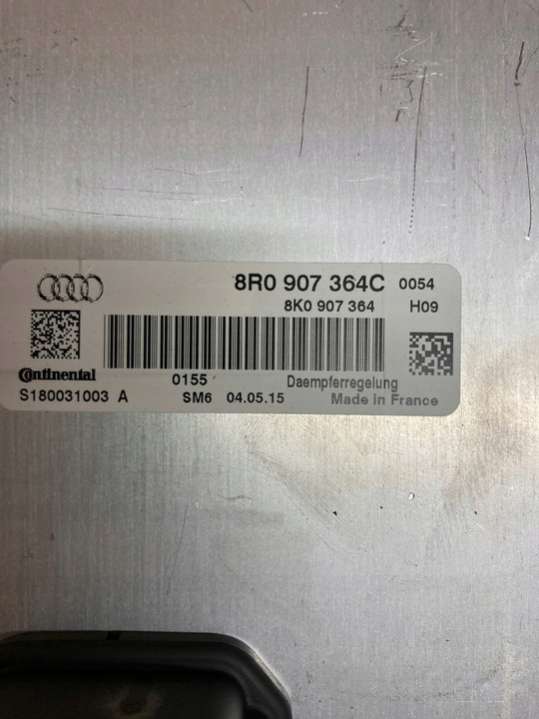 8R0 907 364C 0054
8K0 907 364 H09
Continental 0155 Daempferregelung
S180031003 A SM6 04.05.15 Made in France